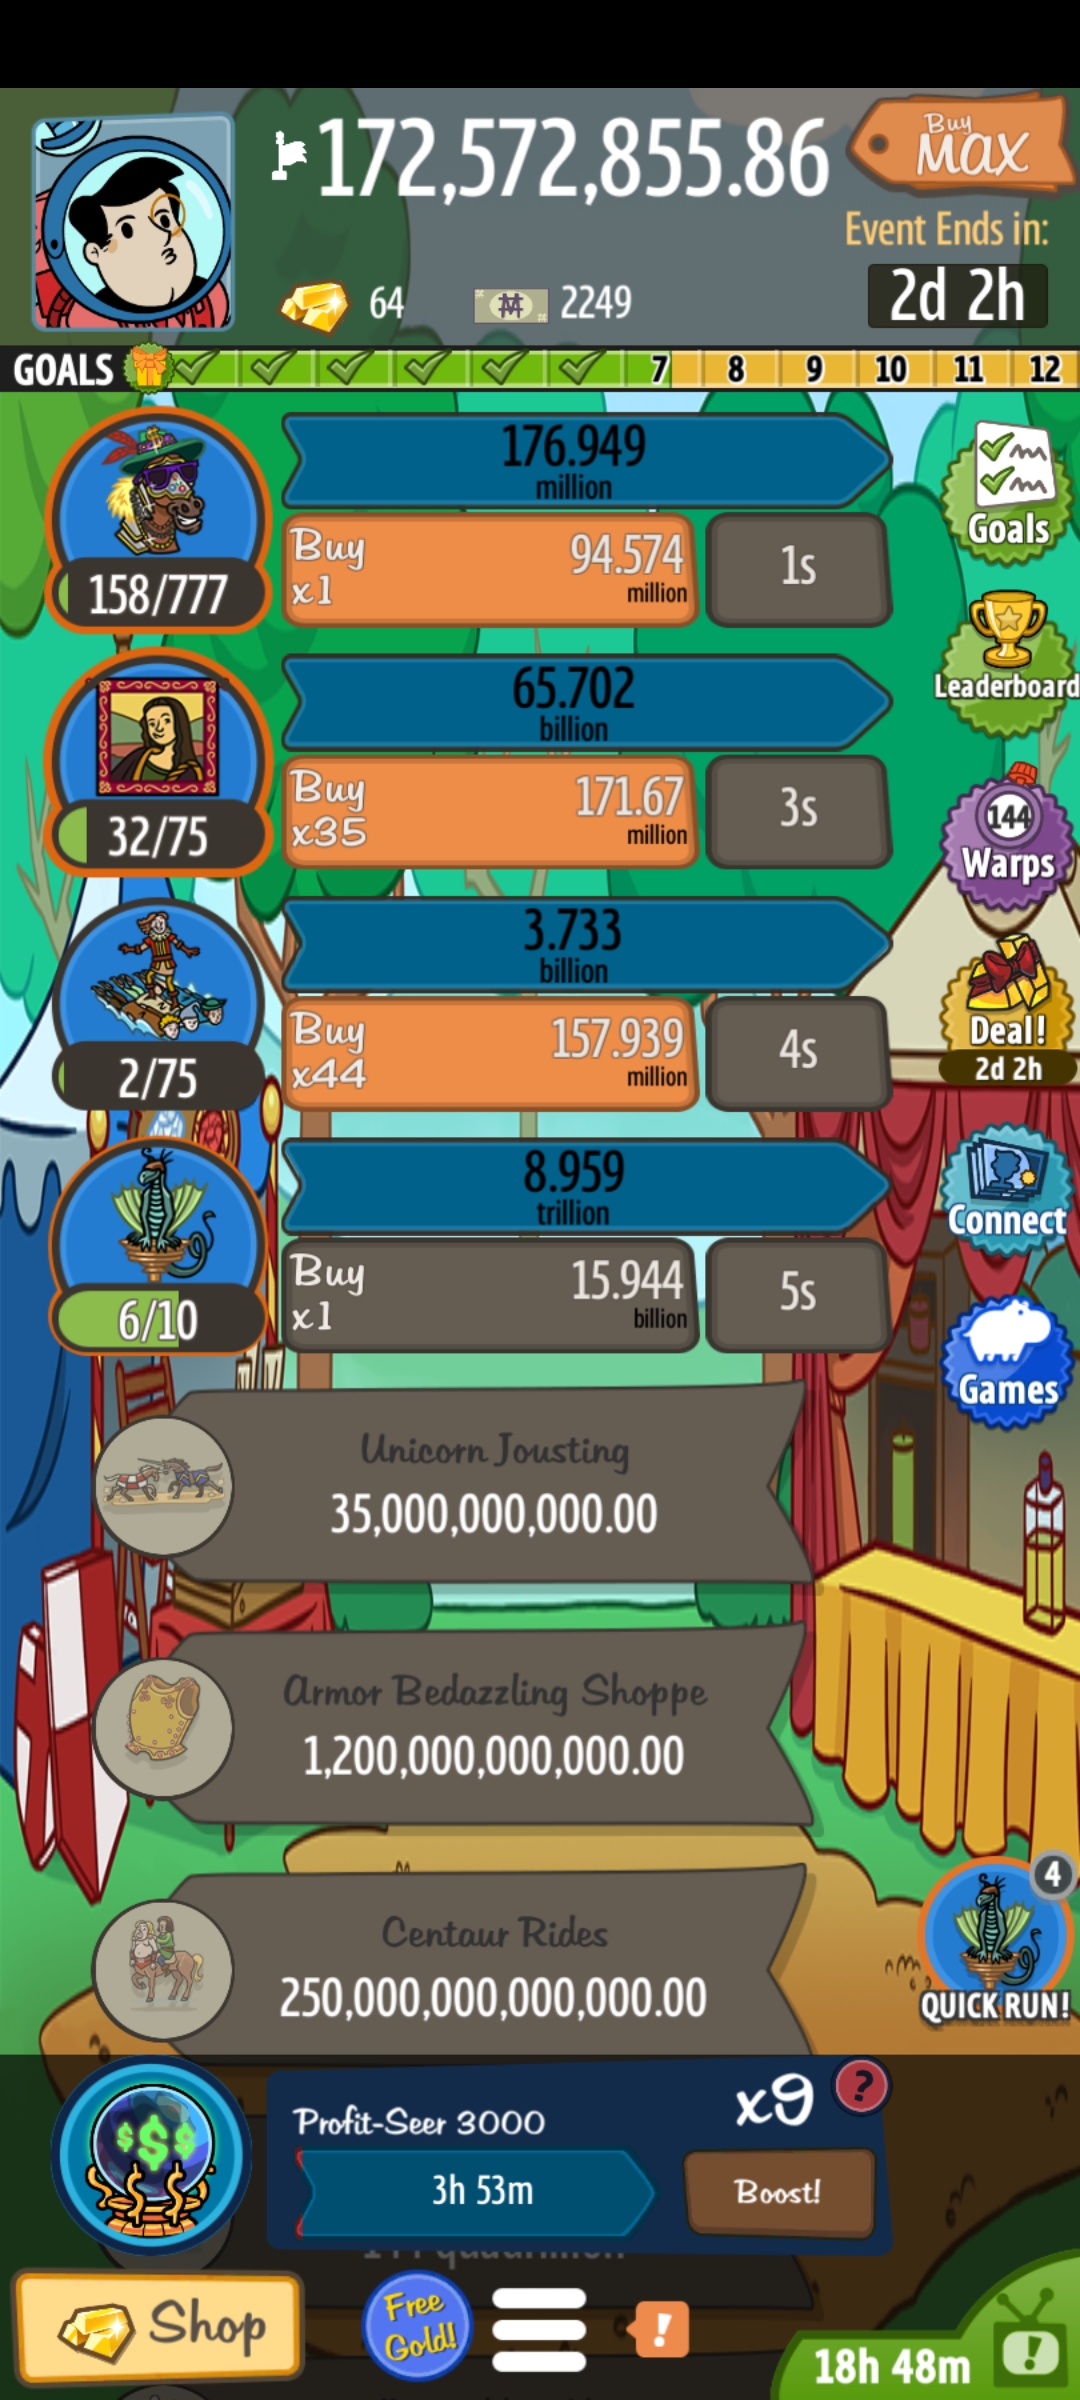 172,572,855.86
Buy
MAX
Event Ends in:
64
2249
2d 2h
GOALS
7
8
9
10
11
12
176.949
million
Buy
x1
94.574
million
1s
158/777
Goals
Leaderboard
65.702
billion
Buy
x35
171.67
million
3s
32/75
144
Warps
3.733
billion
Buy
x44
157.939
million
4s
2/75
Deal!
2d 2h
8.959
trillion
Buy
x1
15.944
billion
5s
6/10
Connect
Games
Unicorn Jousting
35,000,000,000.00
Armor Bedazzling Shoppe
1,200,000,000,000.00
Centaur Rides
250,000,000,000,000.00
4
QUICK RUN!
$$$
Profit-Seer 3000
x9
?
3h 53m
Boost!
Shop
Free
Gold!
!
18h 48m
!